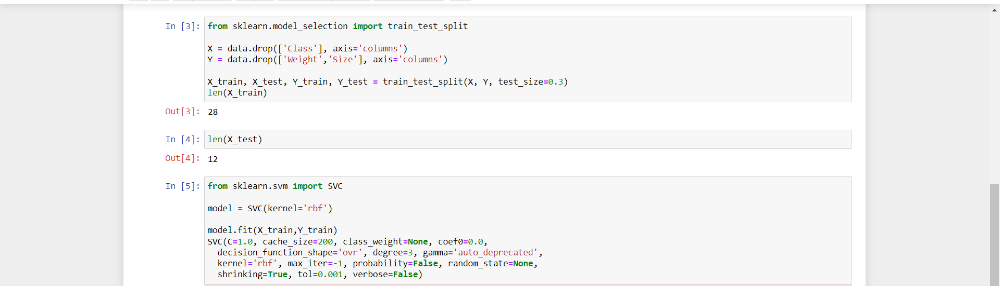 In [3]: from sklearn.model_selection import train_test_split
X = data.drop(['Class'], axis='columns')
Y = data.drop(['Weight','Size'], axis='columns')
X_train, X_test, Y_train, Y_test = train_test_split(X, Y, test_size=0.3)
len(X_train)
Out[3]: 28
In [4]: len(X_test)
Out[4]: 12
In [5]: from sklearn.svm import SVC
model = SVC(kernel='rbf')
model.fit(X_train,Y_train)
SVC(C=1.0, cache_size=200, class_weight=None, coef0=0.0,
decision_function_shape='ovr', degree=3, gamma='auto_deprecated',
kernel='rbf', max_iter=-1, probability=False, random_state=None,
shrinking=True, tol=0.001, verbose=False)